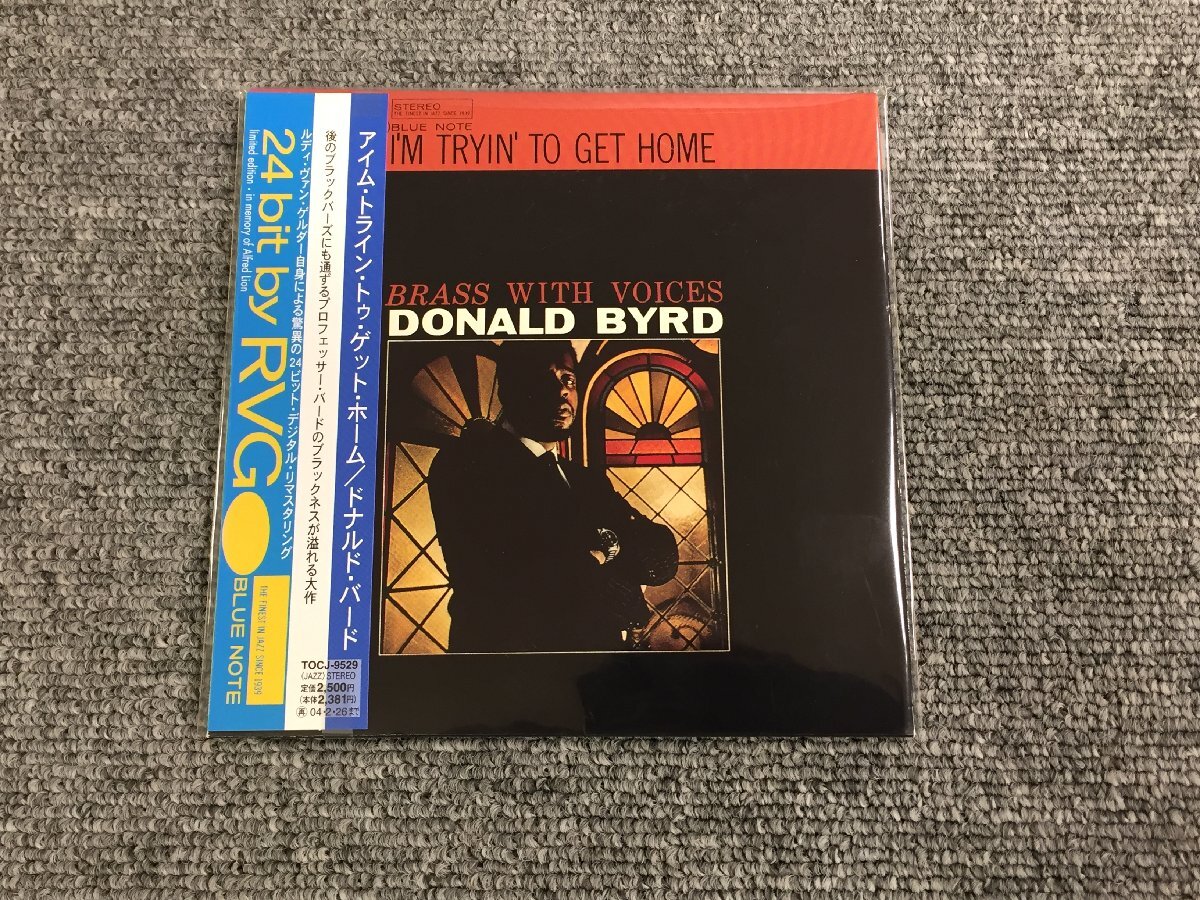 STEREO
THE FINEST IN JAZZ SINCE 1939
BLUE NOTE
I'M TRYIN' TO GET HOME
BRASS WITH VOICES
DONALD BYRD
アイム・トライン・トゥ・ゲット・ホーム/ドナルド・バード
後のブラックバーズにも通ずるプロフェッサー・バードのブラックネスが溢れる大作
ルディ・ヴァン・ゲルダー自身による驚異の24ビット・デジタル・リマスタリング
24 bit by RVG
limited edition・in memory of Alfred Lion
THE FINEST IN JAZZ SINCE 1939
BLUE NOTE
TOCJ-9529
(JAZZ) STEREO
定価2,500円
(本体2,381円)
再 04・2・26まで